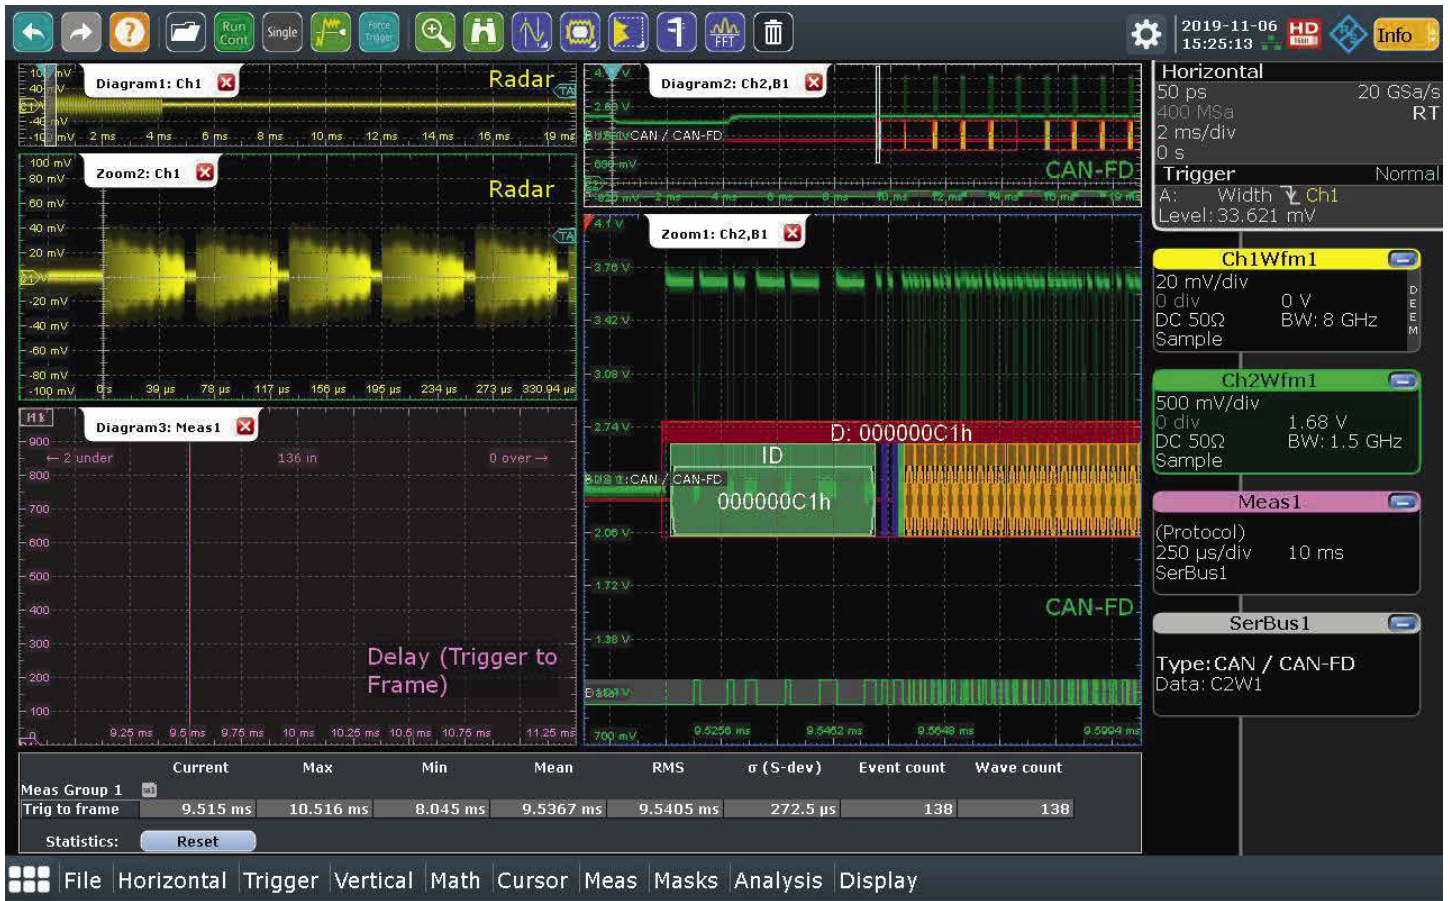 Run
Cont
Single
Force
Trigger
FFT
2019-11-06
15:25:13
HD
16bit
Info
Diagram1: Ch1
Radar
TA
2 ms 4 ms 6 ms 8 ms 10 ms 12 ms 14 ms 16 ms 19 ms
Zoom2: Ch1
Radar
TA
100 mV
80 mV
60 mV
40 mV
20 mV
-20 mV
-40 mV
-60 mV
-80 mV
-100 mV
0 s 39 µs 78 µs 117 µs 156 µs 195 µs 234 µs 273 µs 330.94 µs
Diagram3: Meas1
← 2 under 136 in 0 over →
900
800
700
600
500
400
300
200
100
Delay (Trigger to
Frame)
9.25 ms 9.5 ms 9.75 ms 10 ms 10.25 ms 10.5 ms 10.75 ms 11.25 ms
Diagram2: Ch2,B1
CAN / CAN-FD
CAN-FD
Zoom1: Ch2,B1
4.1 V
3.76 V
3.42 V
3.08 V
2.74 V
D: 000000C1h
ID
CAN / CAN-FD
000000C1h
2.06 V
1.72 V
CAN-FD
1.38 V
700 mV
9.5256 ms 9.5452 ms 9.5648 ms 9.5994 ms
Horizontal
50 ps 20 GSa/s
400 MSa RT
2 ms/div
0 s
Trigger Normal
A: Width Ch1
Level: 33.621 mV
Ch1Wfm1
20 mV/div
0 div 0 V
DC 50Ω BW: 8 GHz
Sample
DEEM
Ch2Wfm1
500 mV/div
0 div 1.68 V
DC 50Ω BW: 1.5 GHz
Sample
Meas1
(Protocol)
250 µs/div 10 ms
SerBus1
SerBus1
Type: CAN / CAN-FD
Data: C2W1
Current Max Min Mean RMS σ (S-dev) Event count Wave count
Meas Group 1
Trig to frame 9.515 ms 10.516 ms 8.045 ms 9.5367 ms 9.5405 ms 272.5 µs 138 138
Statistics: Reset
File Horizontal Trigger Vertical Math Cursor Meas Masks Analysis Display